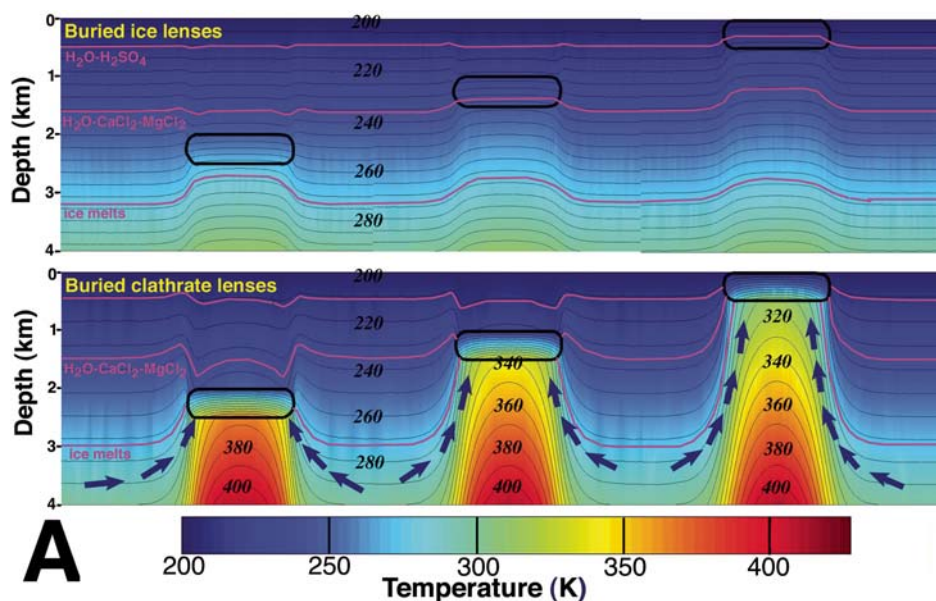 200
0
Buried ice lenses
H₂O-H₂SO₄
220
1
H₂O-CaCl₂-MgCl₂
240
2
260
3
ice melts
280
4
Depth (km)
200
0
Buried clathrate lenses
320
220
1
H₂O-CaCl₂-MgCl₂
240
340
340
2
260
360
360
3
ice melts
280
380
380
380
400
400
400
4
Depth (km)
A
200 250 300 350 400
Temperature (K)